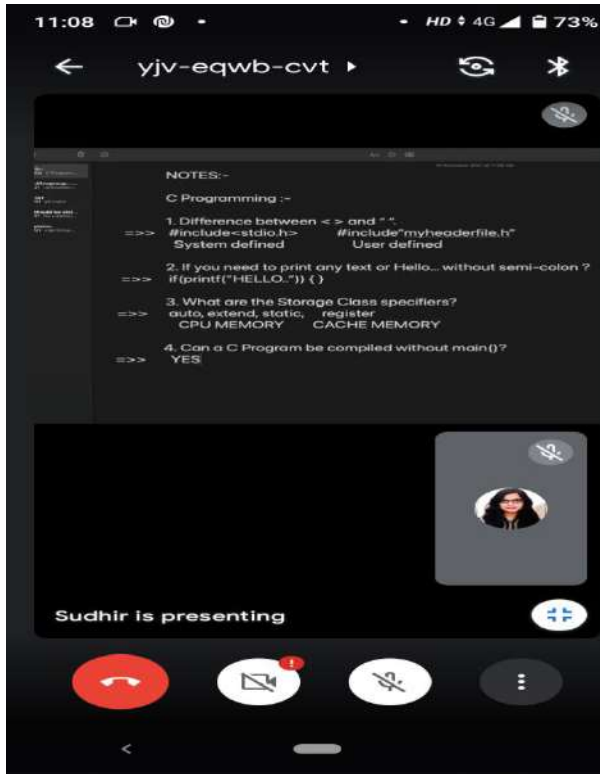 11:08 HD 4G 73%
yjv-eqwb-cvt
NOTES:-
C Programming :-
1. Difference between < > and " ".
=>> #include<stdio.h> #include"myheaderfile.h"
System defined User defined
2. If you need to print any text or Hello... without semi-colon ?
=>> if(printf("HELLO..")) { }
3. What are the Storage Class specifiers?
=>> auto, extend, static, register
CPU MEMORY CACHE MEMORY
4. Can a C Program be compiled without main()?
=>> YES
Sudhir is presenting